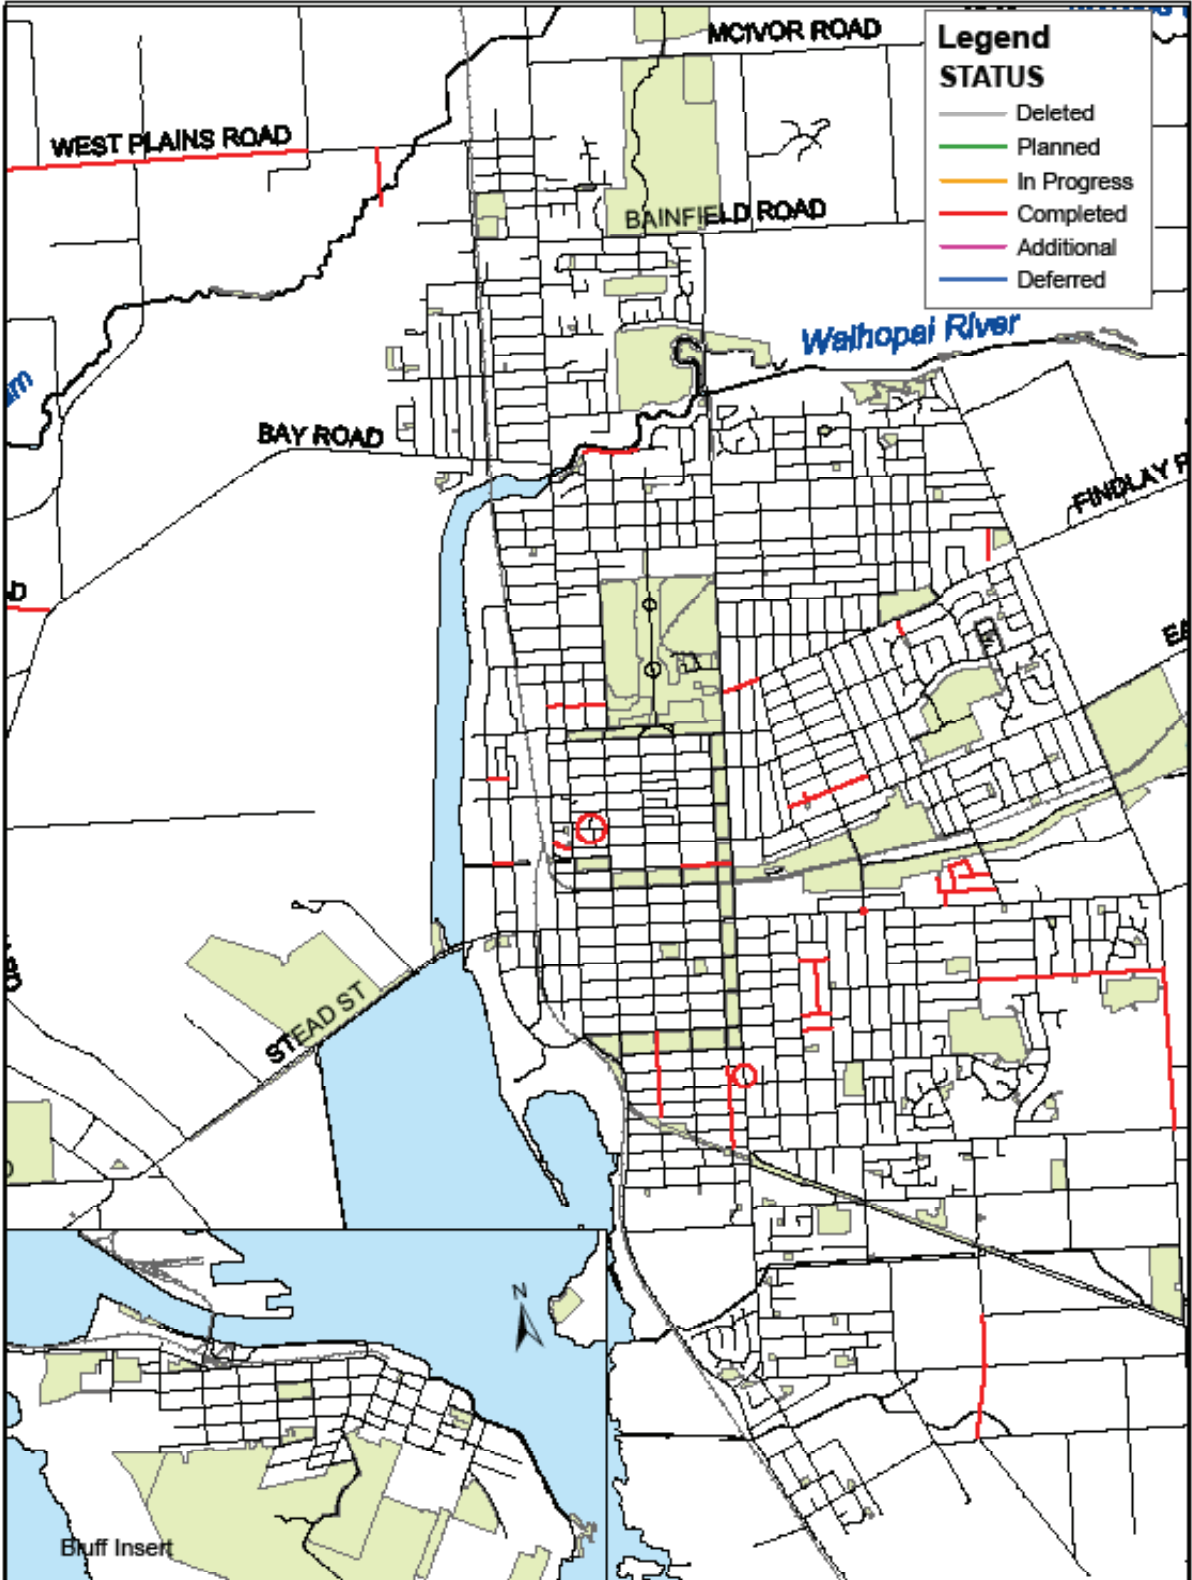 MCIVOR ROAD
Legend
STATUS
Deleted
Planned
In Progress
Completed
Additional
Deferred
WEST PLAINS ROAD
BAINFIELD ROAD
Waihopai River
BAY ROAD
FINDLAY R
EA
STEAD ST
N
Bluff Insert